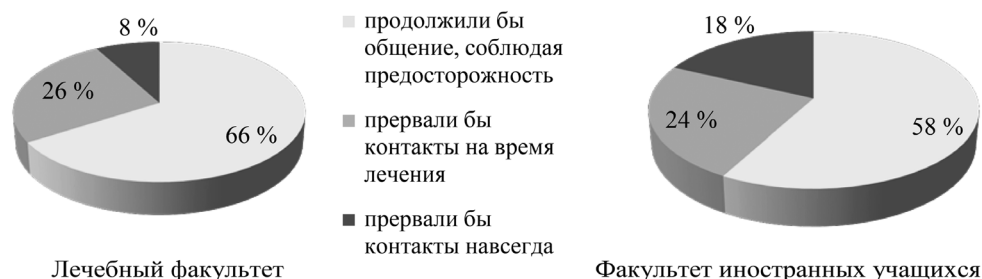 8 %
26 %
66 %
Лечебный факультет
продолжили бы
общение, соблюдая
предосторожность
прервали бы
контакты на время
лечения
прервали бы
контакты навсегда
18 %
24 %
58 %
Факультет иностранных учащихся